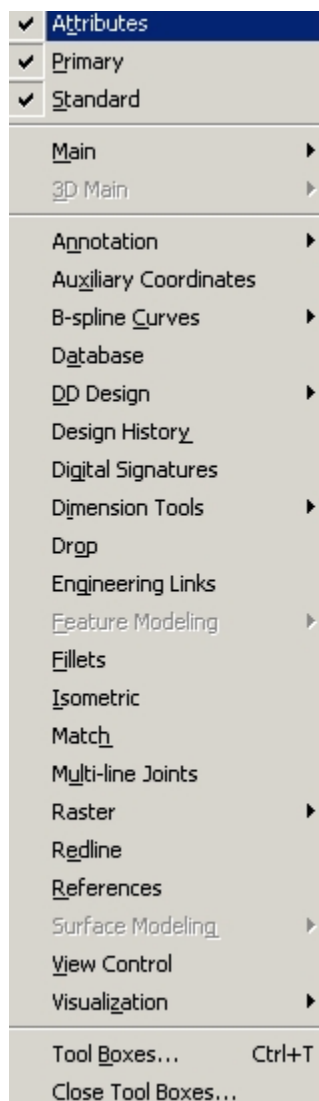 Attributes
Primary
Standard
Main
3D Main
Annotation
Auxiliary Coordinates
B-spline Curves
Database
DD Design
Design History
Digital Signatures
Dimension Tools
Drop
Engineering Links
Feature Modeling
Fillets
Isometric
Match
Multi-line Joints
Raster
Redline
References
Surface Modeling
View Control
Visualization
Tool Boxes... Ctrl+T
Close Tool Boxes...